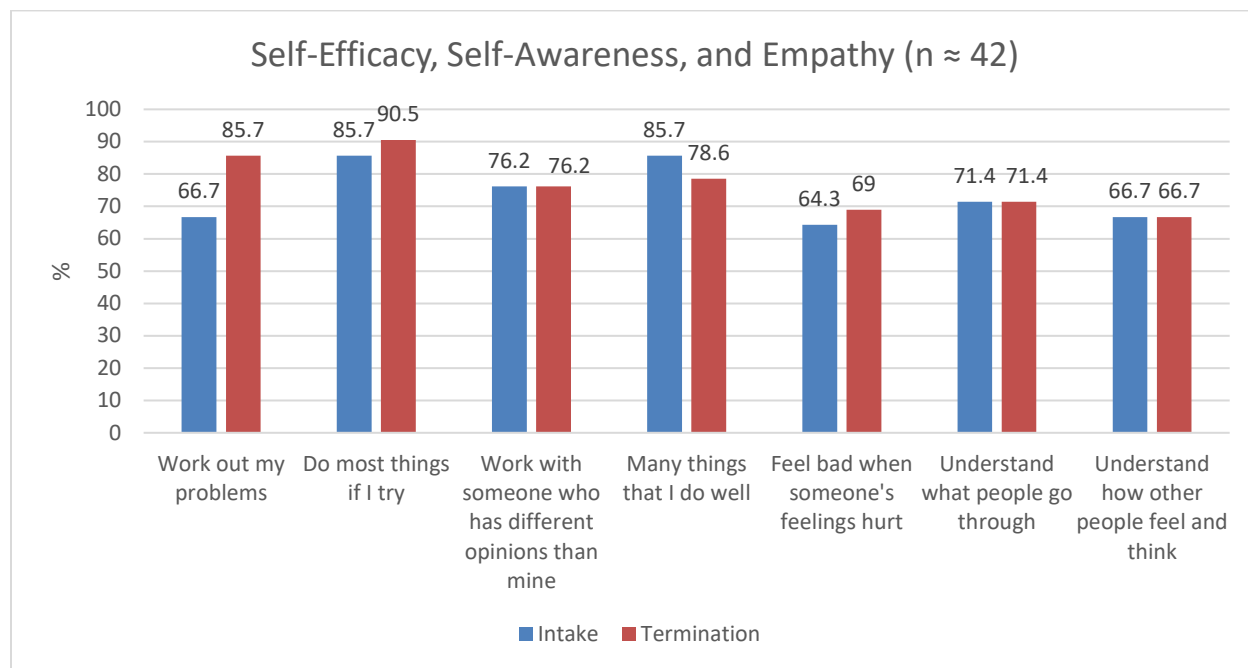 Self-Efficacy, Self-Awareness, and Empathy (n ≈ 42)
100
90
80
70
60
50
40
30
20
10
0
%
66.7
85.7
85.7
90.5
76.2
76.2
85.7
78.6
64.3
69
71.4
71.4
66.7
66.7
Work out my
problems
Do most things
if I try
Work with
someone who
has different
opinions than
mine
Many things
that I do well
Feel bad when
someone's
feelings hurt
Understand
what people go
through
Understand
how other
people feel and
think
Intake
Termination